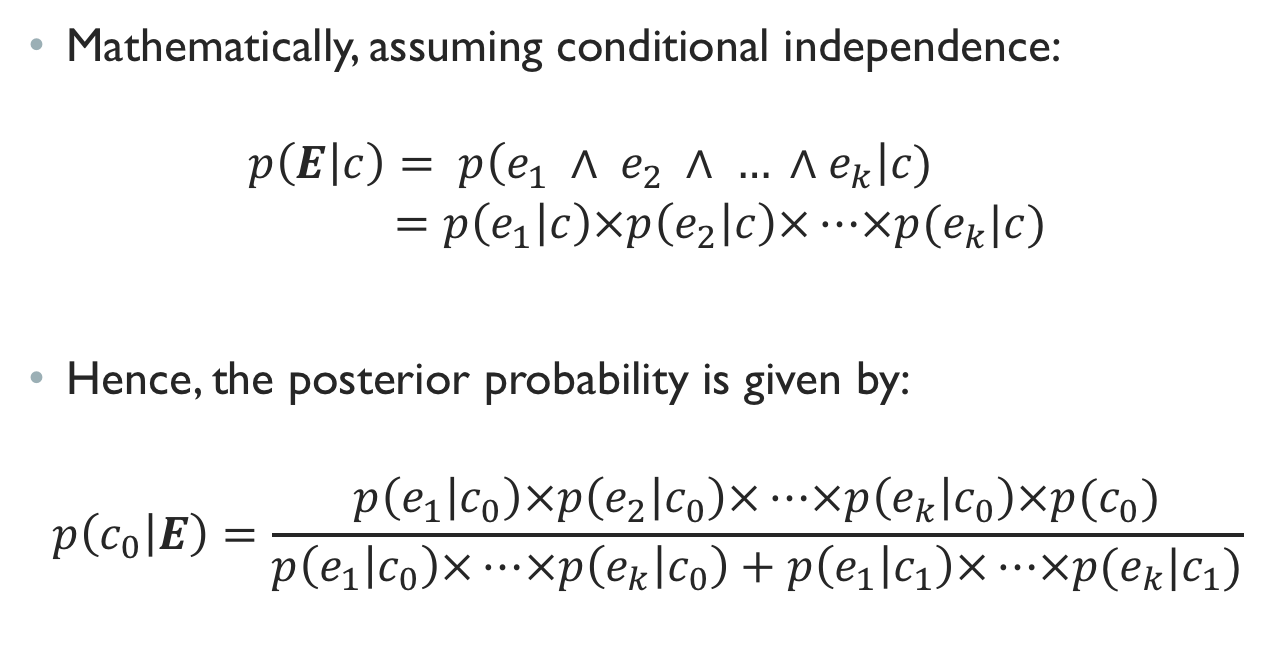 • Mathematically, assuming conditional independence:
p(E|c) = p(e₁ ∧ e₂ ∧ ... ∧ eₖ|c)
= p(e₁|c)×p(e₂|c)× ⋯×p(eₖ|c)
• Hence, the posterior probability is given by:
p(c₀|E) = p(e₁|c₀)×p(e₂|c₀)× ⋯×p(eₖ|c₀)×p(c₀)
p(e₁|c₀)× ⋯×p(eₖ|c₀) + p(e₁|c₁)× ⋯×p(eₖ|c₁)